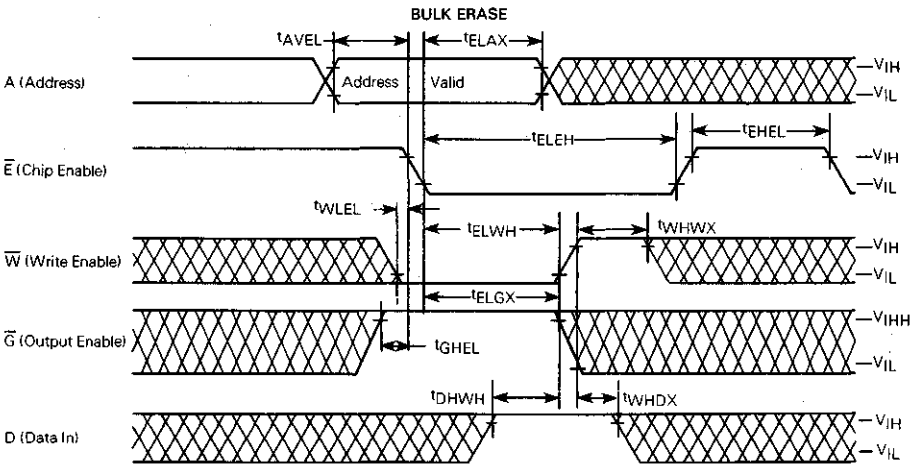 BULK ERASE
tAVEL
tELAX
A (Address)
Address
Valid
VIH
VIL
tELEH
tEHEL
E (Chip Enable)
VIH
VIL
tWLEL
tELWH
tWHWX
W (Write Enable)
VIH
VIL
tELGX
G (Output Enable)
VIHH
VIL
tGHEL
tDHWH
tWHDX
D (Data In)
VIH
VIL